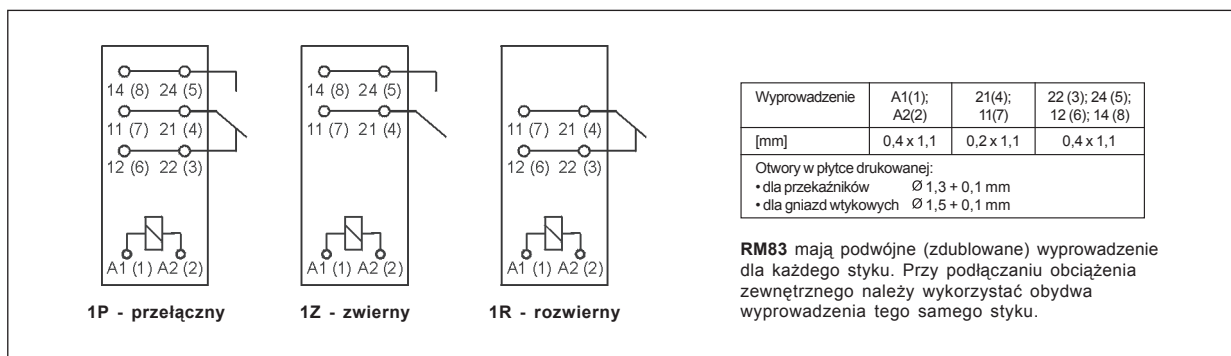 14 (8) 24 (5)
11 (7) 21 (4)
12 (6) 22 (3)
A1 (1) A2 (2)
1P - przełączny
14 (8) 24 (5)
11 (7) 21 (4)
A1 (1) A2 (2)
1Z - zwierny
11 (7) 21 (4)
12 (6) 22 (3)
A1 (1) A2 (2)
1R - rozwierny
Wyprowadzenie A1(1); 21(4); 22 (3); 24 (5);
A2(2) 11(7) 12 (6); 14 (8)
[mm] 0,4 x 1,1 0,2 x 1,1 0,4 x 1,1
Otwory w płytce drukowanej:
• dla przekaźników Ø 1,3 + 0,1 mm
• dla gniazd wtykowych Ø 1,5 + 0,1 mm
RM83 mają podwójne (zdublowane) wyprowadzenie
dla każdego styku. Przy podłączaniu obciążenia
zewnętrznego należy wykorzystać obydwa
wyprowadzenia tego samego styku.